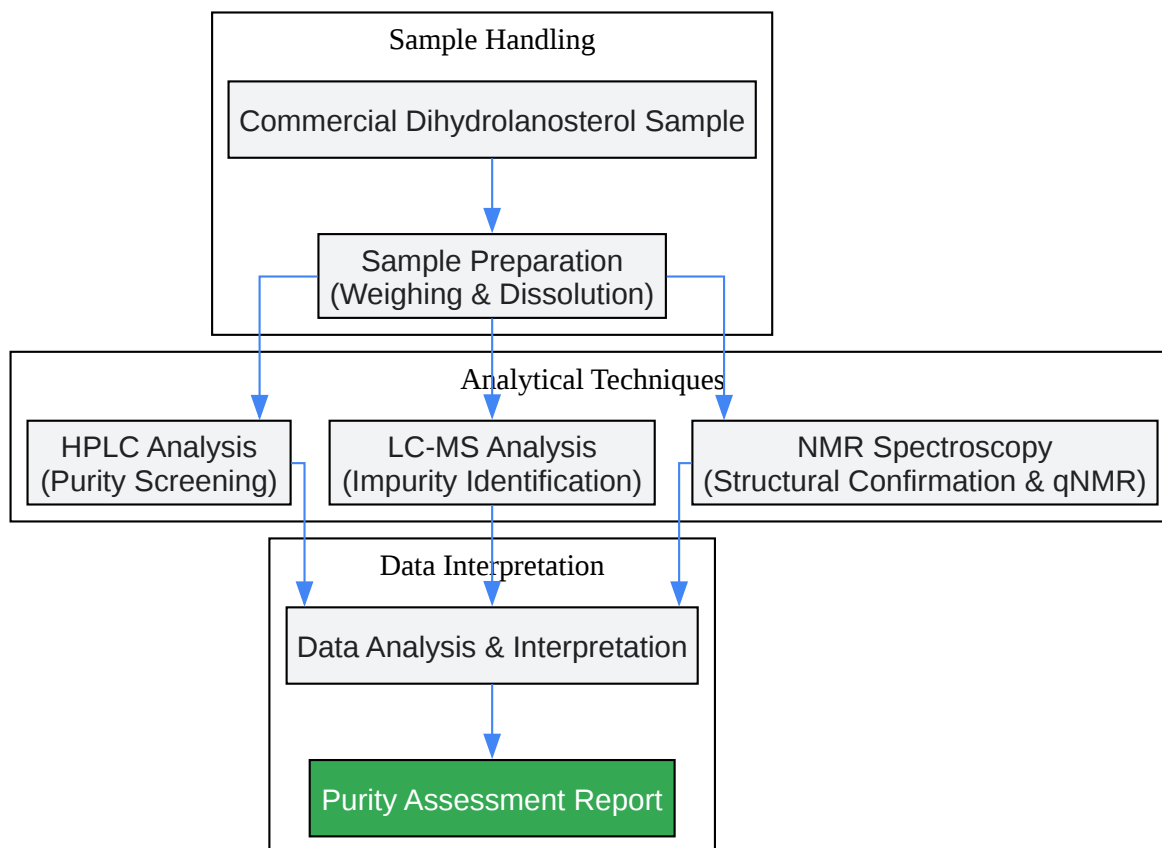 Sample Handling
Commercial Dihydrolanosterol Sample
Sample Preparation
(Weighing & Dissolution)
Analytical Techniques
HPLC Analysis
(Purity Screening)
LC-MS Analysis
(Impurity Identification)
NMR Spectroscopy
(Structural Confirmation & qNMR)
Data Interpretation
Data Analysis & Interpretation
Purity Assessment Report